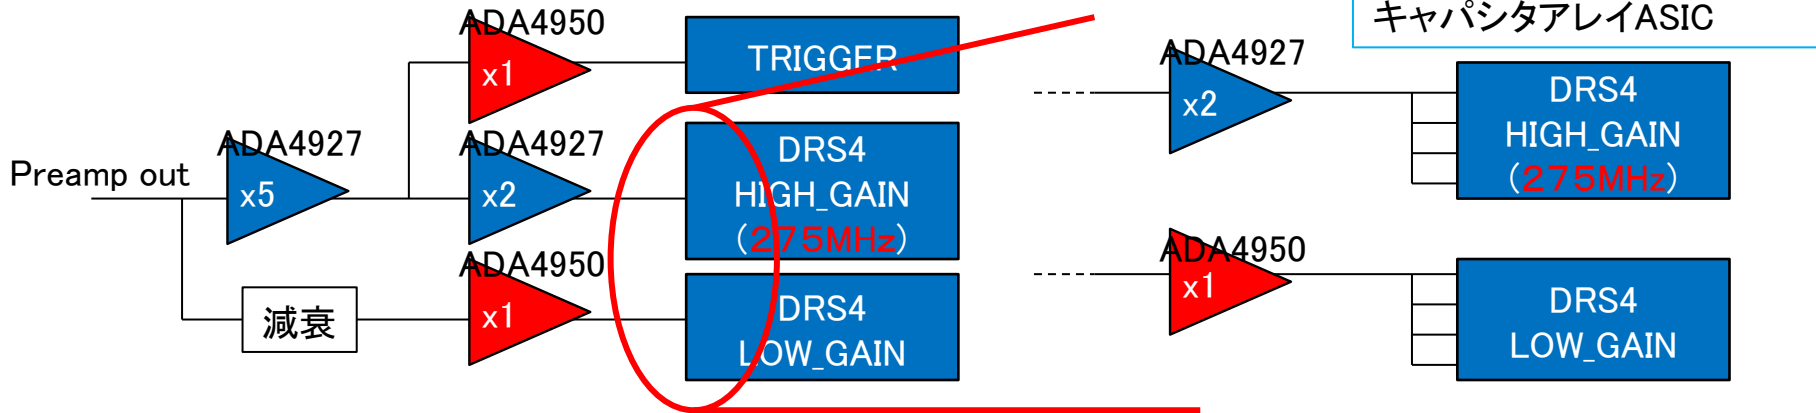 キャパシタアレイASIC
ADA4950
x1
TRIGGER
ADA4927
x5
Preamp out
ADA4927
x2
DRS4
HIGH_GAIN
(275MHz)
減衰
ADA4950
x1
DRS4
LOW_GAIN
ADA4927
x2
DRS4
HIGH_GAIN
(275MHz)
ADA4950
x1
DRS4
LOW_GAIN